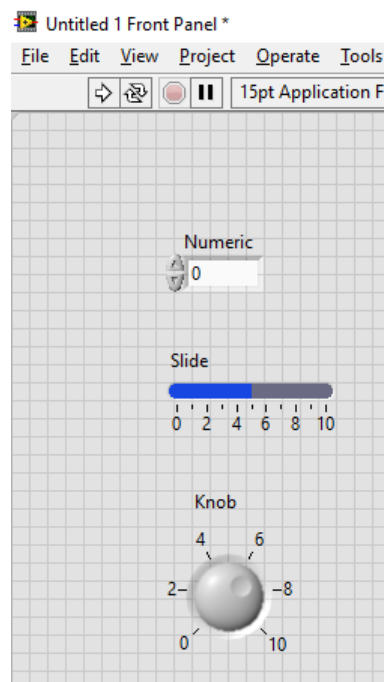 Untitled 1 Front Panel *
File Edit View Project Operate Tools
15pt Application F
Numeric
0
Slide
0 2 4 6 8 10
Knob
4 6
2 8
0 10